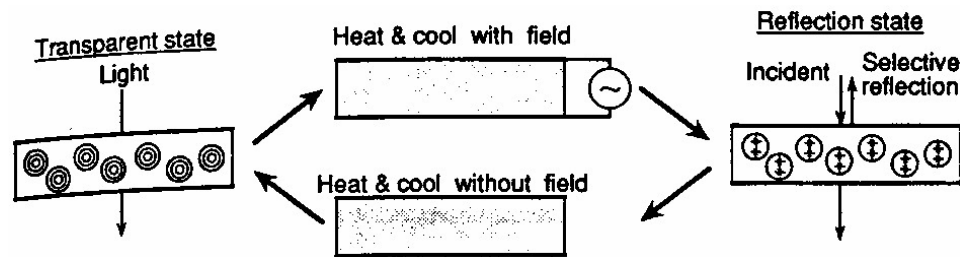 Transparent state
Light
Heat & cool with field
~
Reflection state
Incident
Selective
reflection
Heat & cool without field